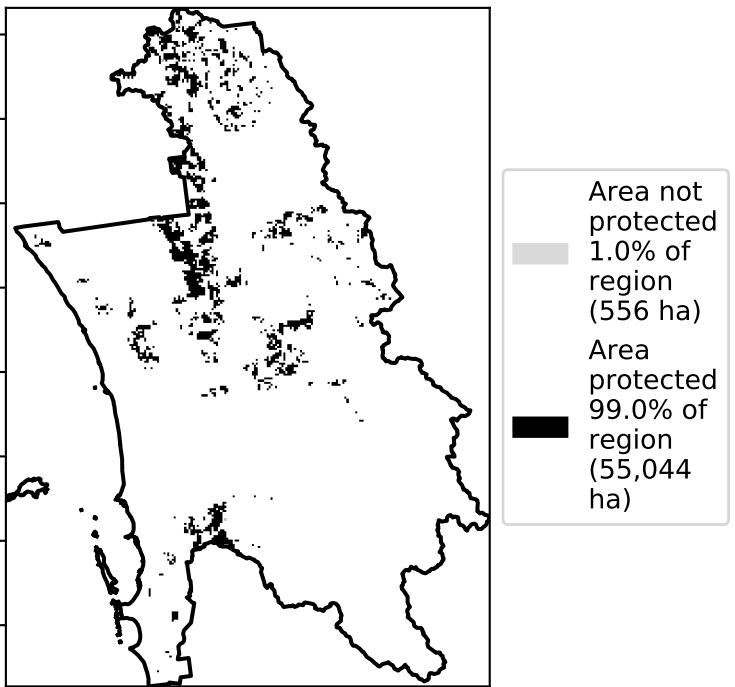 Area not
protected
1.0% of
region
(556 ha)
Area
protected
99.0% of
region
(55,044
ha)